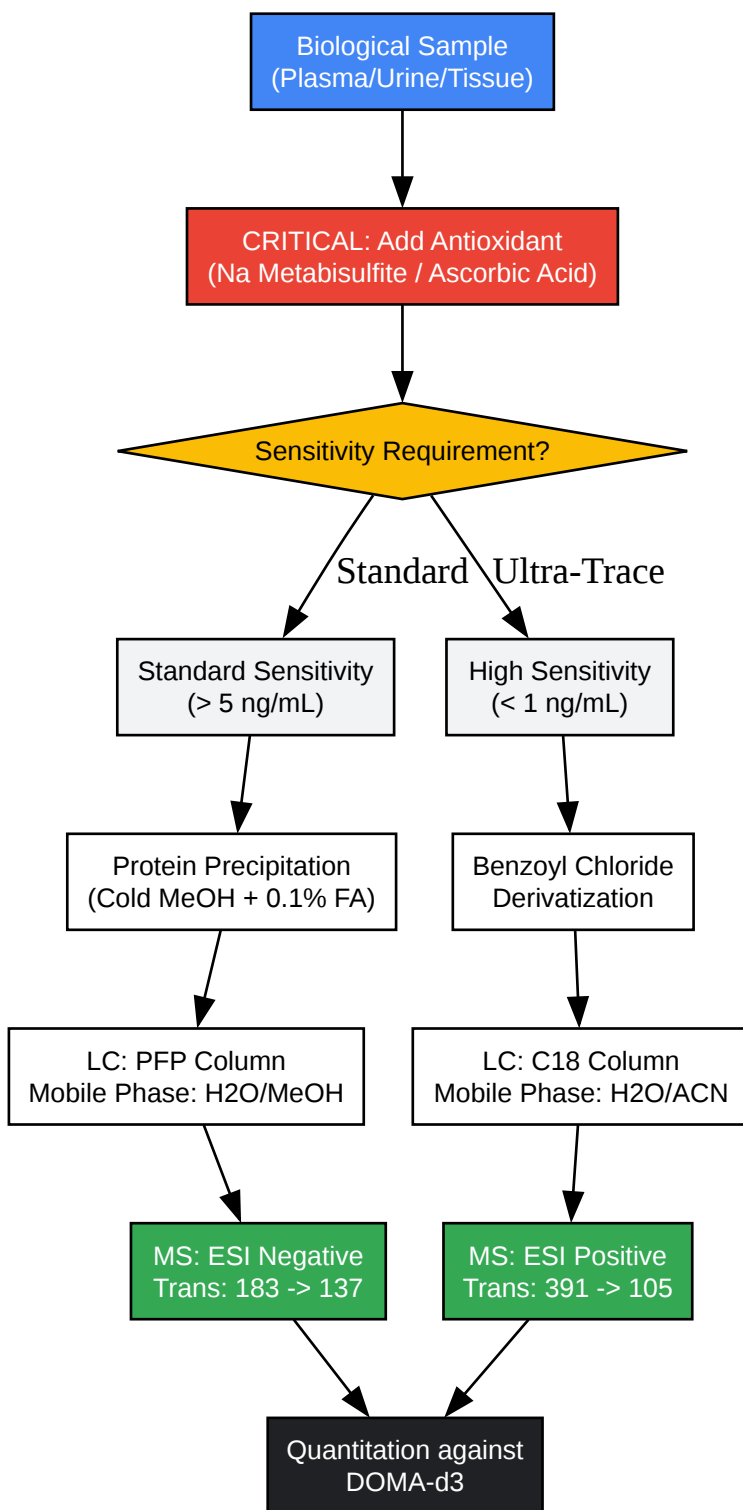 Biological Sample
(Plasma/Urine/Tissue)
CRITICAL: Add Antioxidant
(Na Metabisulfite / Ascorbic Acid)
Sensitivity Requirement?
Standard
Ultra-Trace
Standard Sensitivity
(> 5 ng/mL)
High Sensitivity
(< 1 ng/mL)
Protein Precipitation
(Cold MeOH + 0.1% FA)
Benzoyl Chloride
Derivatization
LC: PFP Column
Mobile Phase: H2O/MeOH
LC: C18 Column
Mobile Phase: H2O/ACN
MS: ESI Negative
Trans: 183 -> 137
MS: ESI Positive
Trans: 391 -> 105
Quantitation against
DOMA-d3